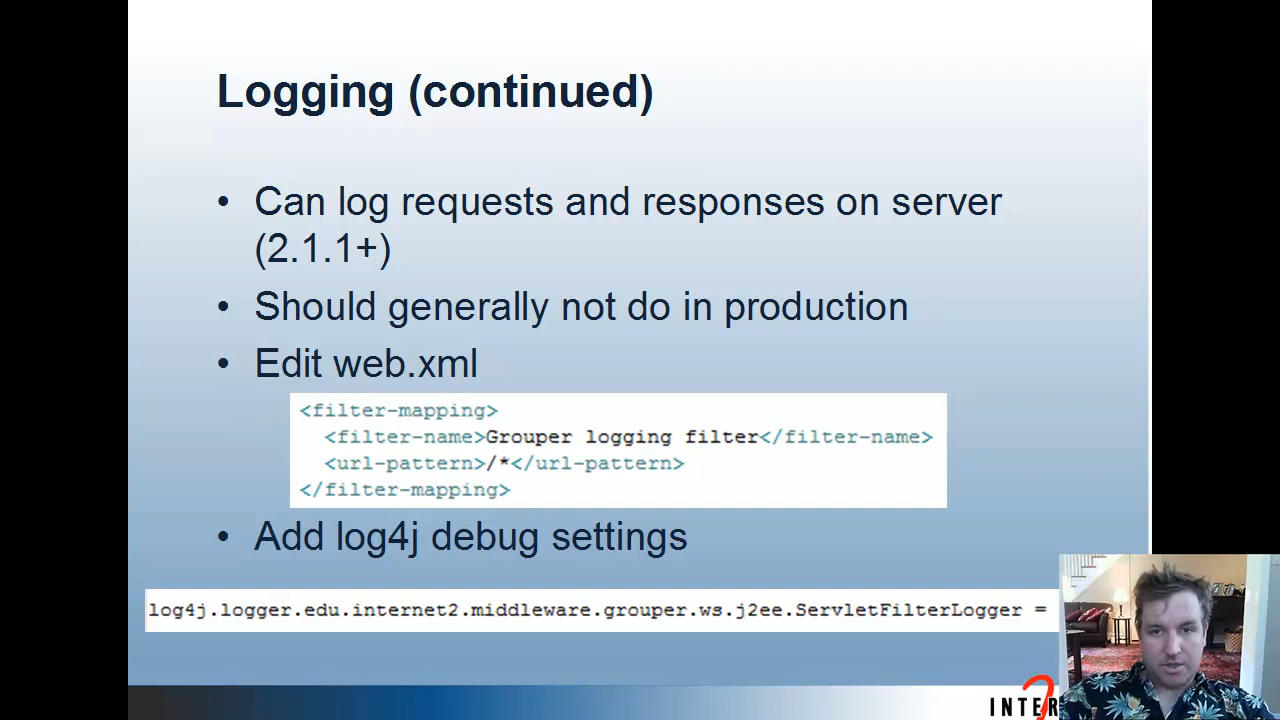 Logging (continued)
• Can log requests and responses on server
(2.1.1+)
• Should generally not do in production
• Edit web.xml
<filter-mapping>
<filter-name>Grouper logging filter</filter-name>
<url-pattern>/*</url-pattern>
</filter-mapping>
• Add log4j debug settings
log4j.logger.edu.internet2.middleware.grouper.ws.j2ee.ServletFilterLogger =
INTER